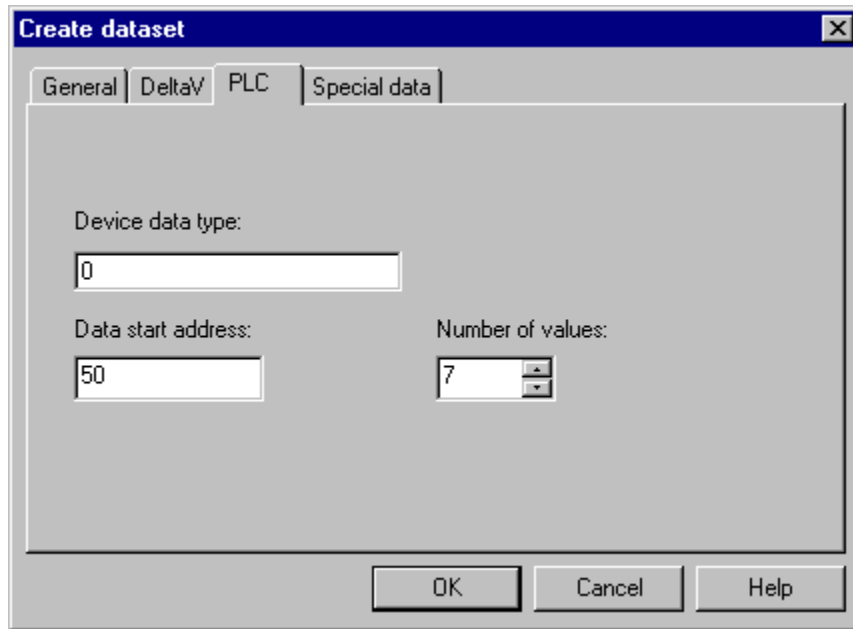 Create dataset
General DeltaV PLC Special data
Device data type:
0
Data start address: Number of values:
50 7
OK Cancel Help